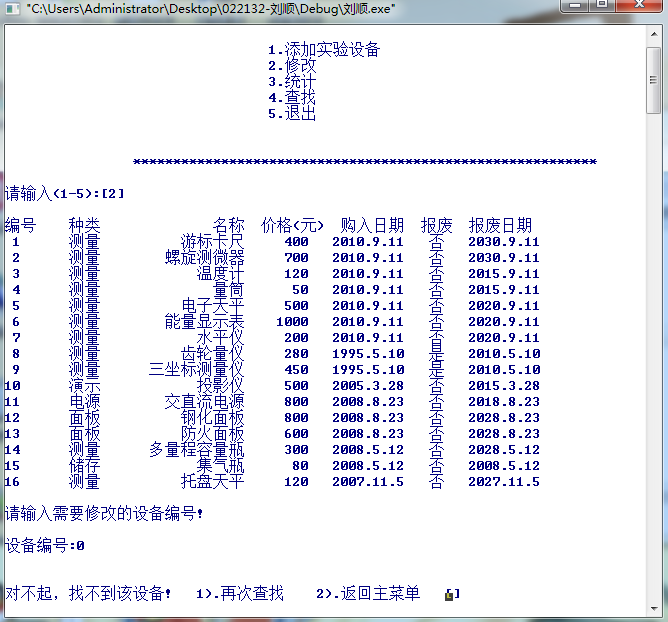 "C:\Users\Administrator\Desktop\022132-刘顺\Debug\刘顺.exe"
1.添加实验设备
2.修改
3.统计
4.查找
5.退出
**********************************************************
请输入(1-5):[2]
编号 种类 名称 价格(元) 购入日期 报废 报废日期
1 测量 游标卡尺 400 2010.9.11 否 2030.9.11
2 测量 螺旋测微器 700 2010.9.11 否 2030.9.11
3 测量 温度计 120 2010.9.11 否 2015.9.11
4 测量 量筒 50 2010.9.11 否 2015.9.11
5 测量 电子天平 500 2010.9.11 否 2020.9.11
6 测量 能量显示表 1000 2010.9.11 否 2020.9.11
7 测量 水平仪 200 2010.9.11 否 2020.9.11
8 测量 齿轮量仪 280 1995.5.10 是 2010.5.10
9 测量 三坐标测量仪 450 1995.5.10 是 2010.5.10
10 演示 投影仪 500 2005.3.28 否 2015.3.28
11 电源 交直流电源 800 2008.8.23 否 2018.8.23
12 面板 钢化面板 800 2008.8.23 否 2028.8.23
13 面板 防火面板 600 2008.8.23 否 2028.8.23
14 测量 多量程容量瓶 300 2008.5.12 否 2028.5.12
15 储存 集气瓶 80 2008.5.12 否 2008.5.12
16 测量 托盘天平 120 2007.11.5 否 2027.11.5
请输入需要修改的设备编号!
设备编号:0
对不起，找不到该设备! 1).再次查找 2).返回主菜单 [ ]